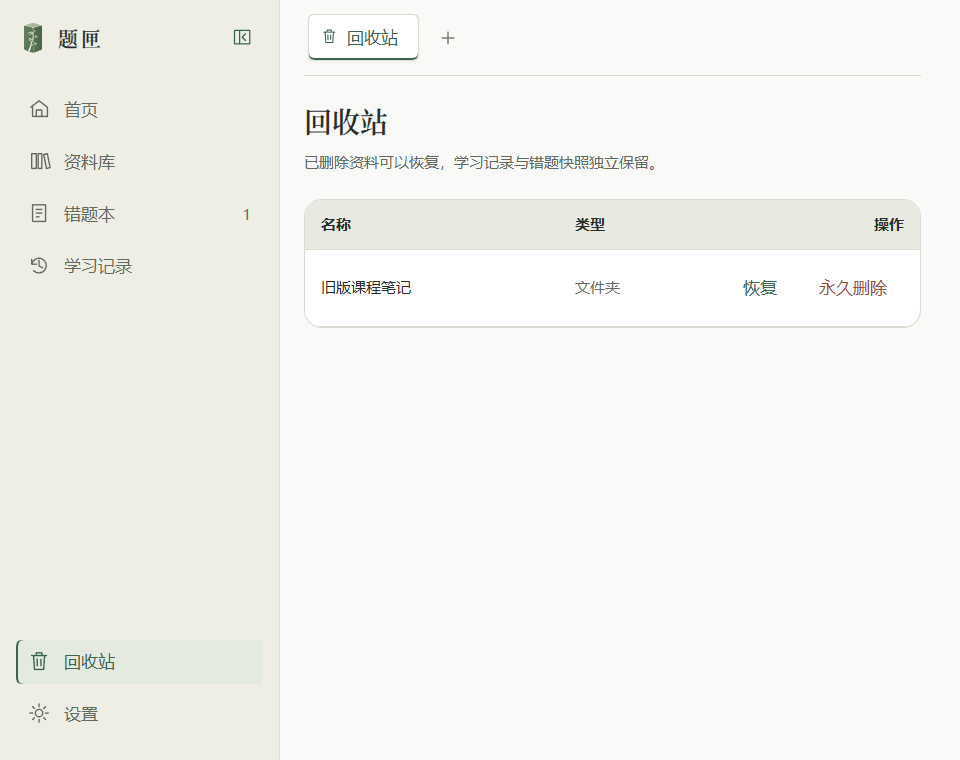 题匣
首页
资料库
错题本 1
学习记录
回收站
设置
回收站
回收站
已删除资料可以恢复，学习记录与错题快照独立保留。
名称 类型 操作
旧版课程笔记 文件夹 恢复 永久删除